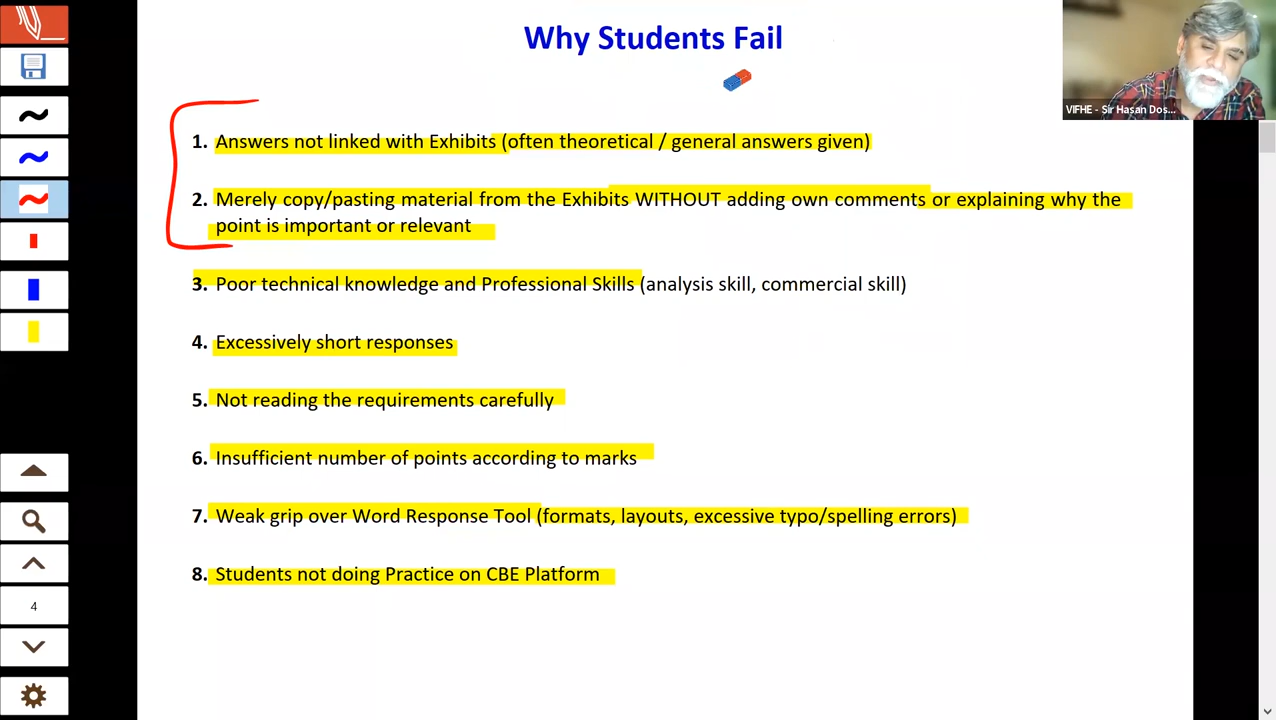 Why Students Fail
VIFHE - Sir Hasan Dos...
1. Answers not linked with Exhibits (often theoretical / general answers given)
2. Merely copy/pasting material from the Exhibits WITHOUT adding own comments or explaining why the
point is important or relevant
3. Poor technical knowledge and Professional Skills (analysis skill, commercial skill)
4. Excessively short responses
5. Not reading the requirements carefully
6. Insufficient number of points according to marks
7. Weak grip over Word Response Tool (formats, layouts, excessive typo/spelling errors)
8. Students not doing Practice on CBE Platform
4